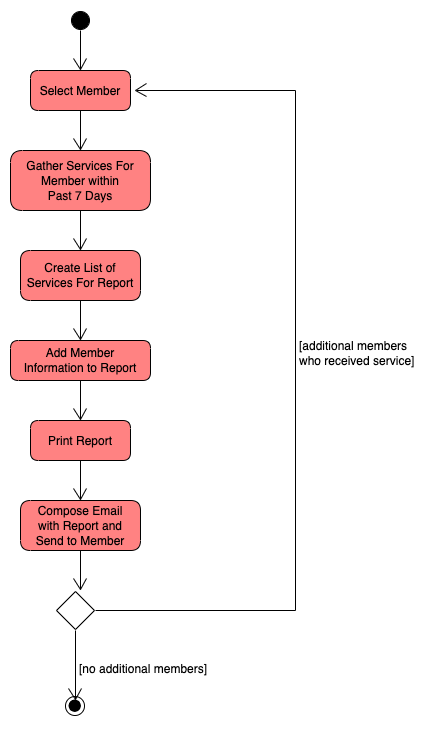 Select Member
Gather Services For
Member within
Past 7 Days
Create List of
Services For Report
[additional members
who received service]
Add Member
Information to Report
Print Report
Compose Email
with Report and
Send to Member
[no additional members]